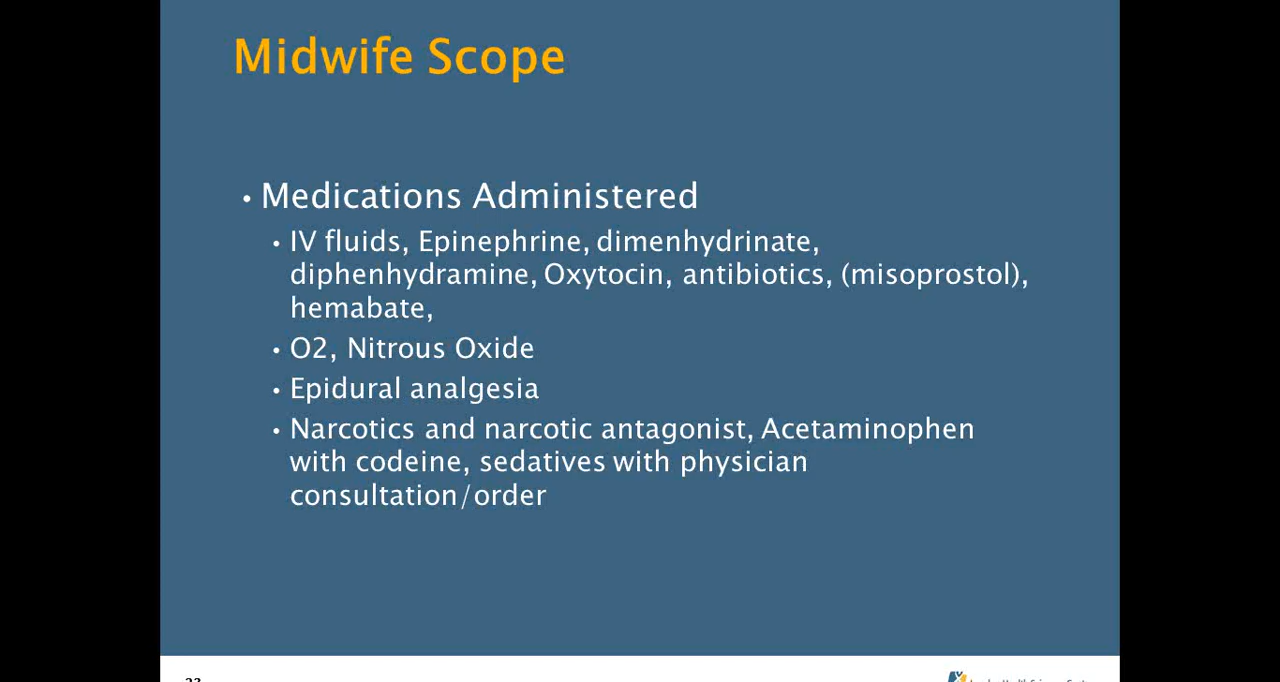 Midwife Scope
• Medications Administered
• IV fluids, Epinephrine, dimenhydrinate,
diphenhydramine, Oxytocin, antibiotics, (misoprostol),
hemabate,
• O2, Nitrous Oxide
• Epidural analgesia
• Narcotics and narcotic antagonist, Acetaminophen
with codeine, sedatives with physician
consultation/order